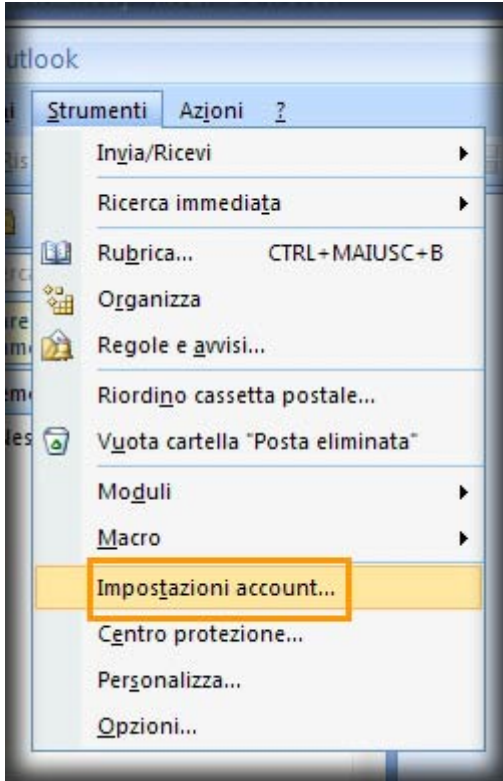 utlook
Strumenti Azioni ?
Invia/Ricevi
Ricerca immediata
Rubrica... CTRL+MAIUSC+B
Organizza
Regole e avvisi...
Riordino cassetta postale...
Vuota cartella "Posta eliminata"
Moduli
Macro
Impostazioni account...
Centro protezione...
Personalizza...
Opzioni...